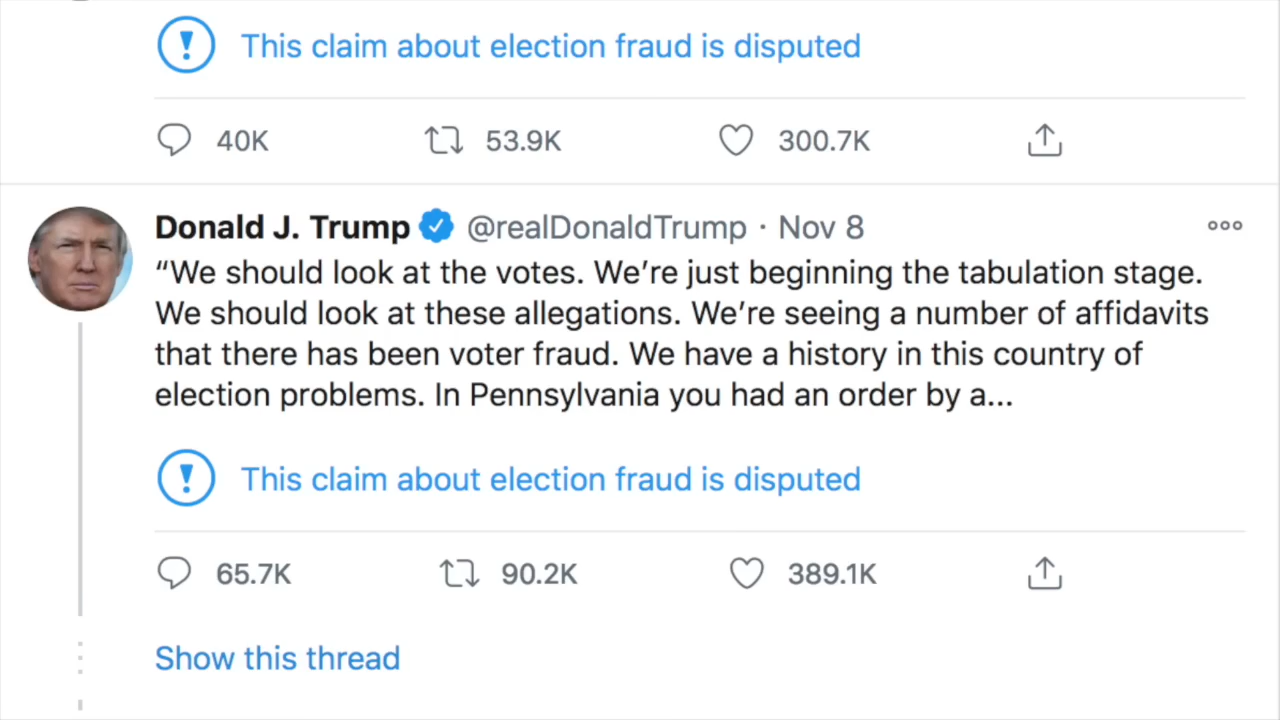 This claim about election fraud is disputed
40K 53.9K 300.7K
Donald J. Trump @realDonaldTrump · Nov 8
“We should look at the votes. We’re just beginning the tabulation stage.
We should look at these allegations. We’re seeing a number of affidavits
that there has been voter fraud. We have a history in this country of
election problems. In Pennsylvania you had an order by a...
This claim about election fraud is disputed
65.7K 90.2K 389.1K
Show this thread